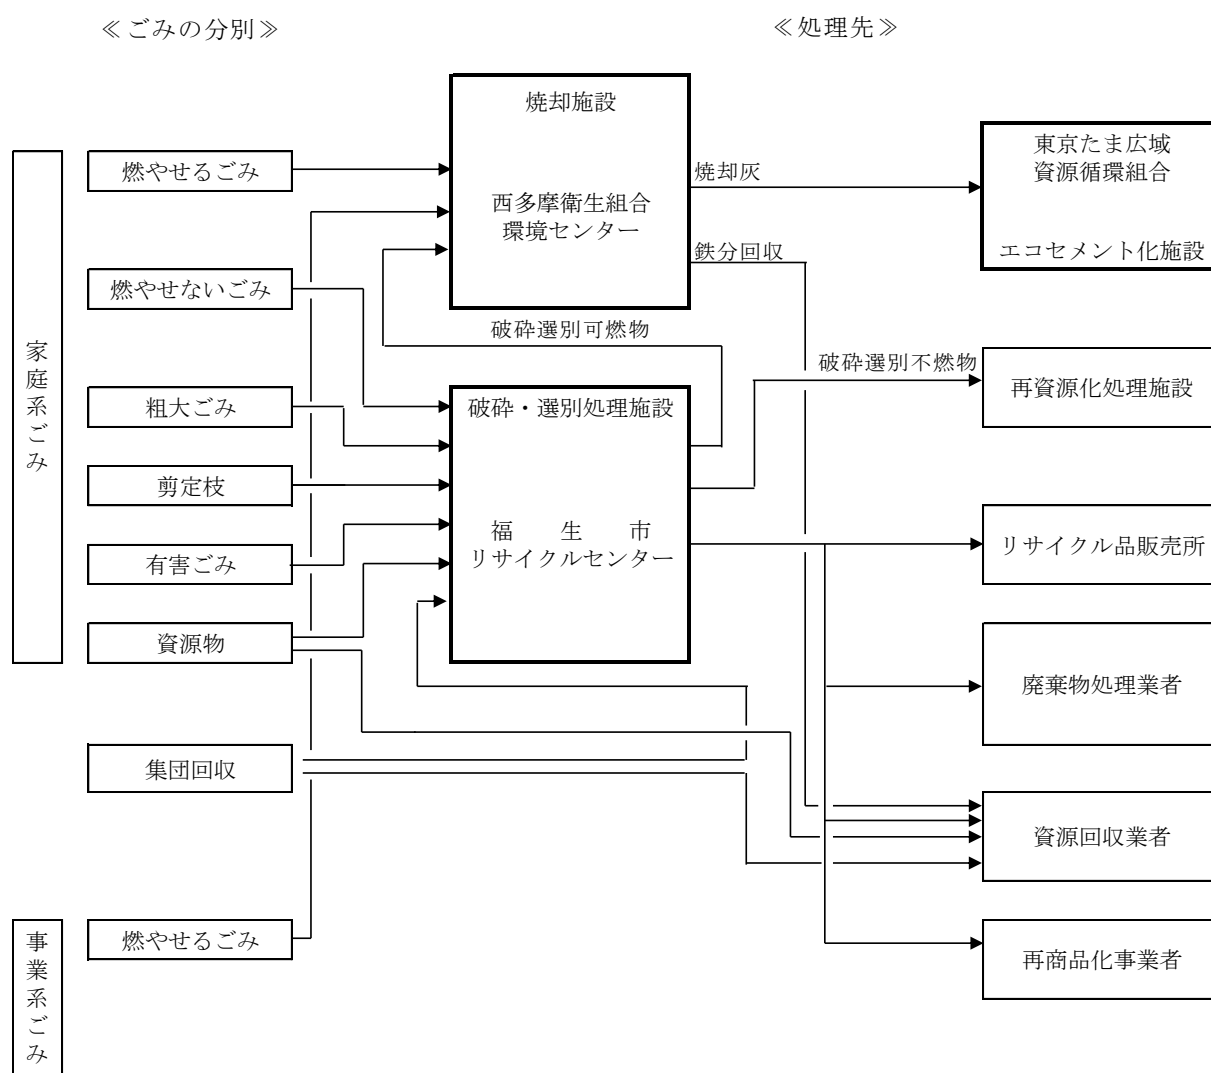 ≪ごみの分別≫
≪処理先≫
家庭系ごみ
燃やせるごみ
燃やせないごみ
粗大ごみ
剪定枝
有害ごみ
資源物
集団回収
事業系ごみ
燃やせるごみ
焼却施設
西多摩衛生組合
環境センター
焼却灰
鉄分回収
破砕選別可燃物
破砕選別不燃物
破砕・選別処理施設
福生市
リサイクルセンター
東京たま広域
資源循環組合
エコセメント化施設
再資源化処理施設
リサイクル品販売所
廃棄物処理業者
資源回収業者
再商品化事業者